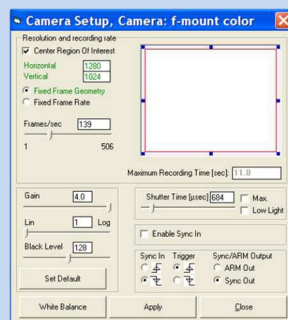 Camera Setup, Camera: f-mount color
Resolution and recording rate
Center Region Of Interest
Horizontal 1280
Vertical 1024
Fixed Frame Geometry
Fixed Frame Rate
Frames/sec 139
1 506
Maximum Recording Time [sec]: 11.8
Gain 4.0
Lin 1 Log
Black Level 128
Set Default
Shutter Time [µsec] 684 Max.
Low Light
Enable Sync In
Sync In Trigger Sync/ARM Output
ARM Out
Sync Out
White Balance Apply Close